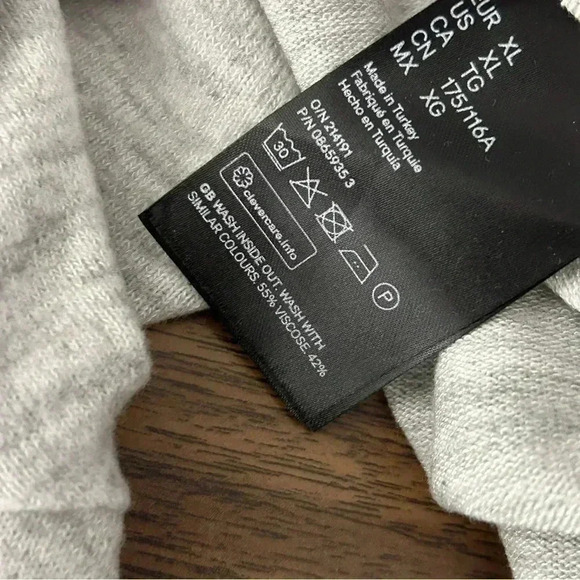 EUR XL
US XL
CA TG
CN 175/116A
MX XG
Made in Turkey
Fabriqué en Turquie
Hecho en Turquía
O/N 214191
P/N 0865935 3
30
P
clevercare.info
GB WASH INSIDE OUT. WASH WITH
SIMILAR COLOURS. 55% VISCOSE. 42%